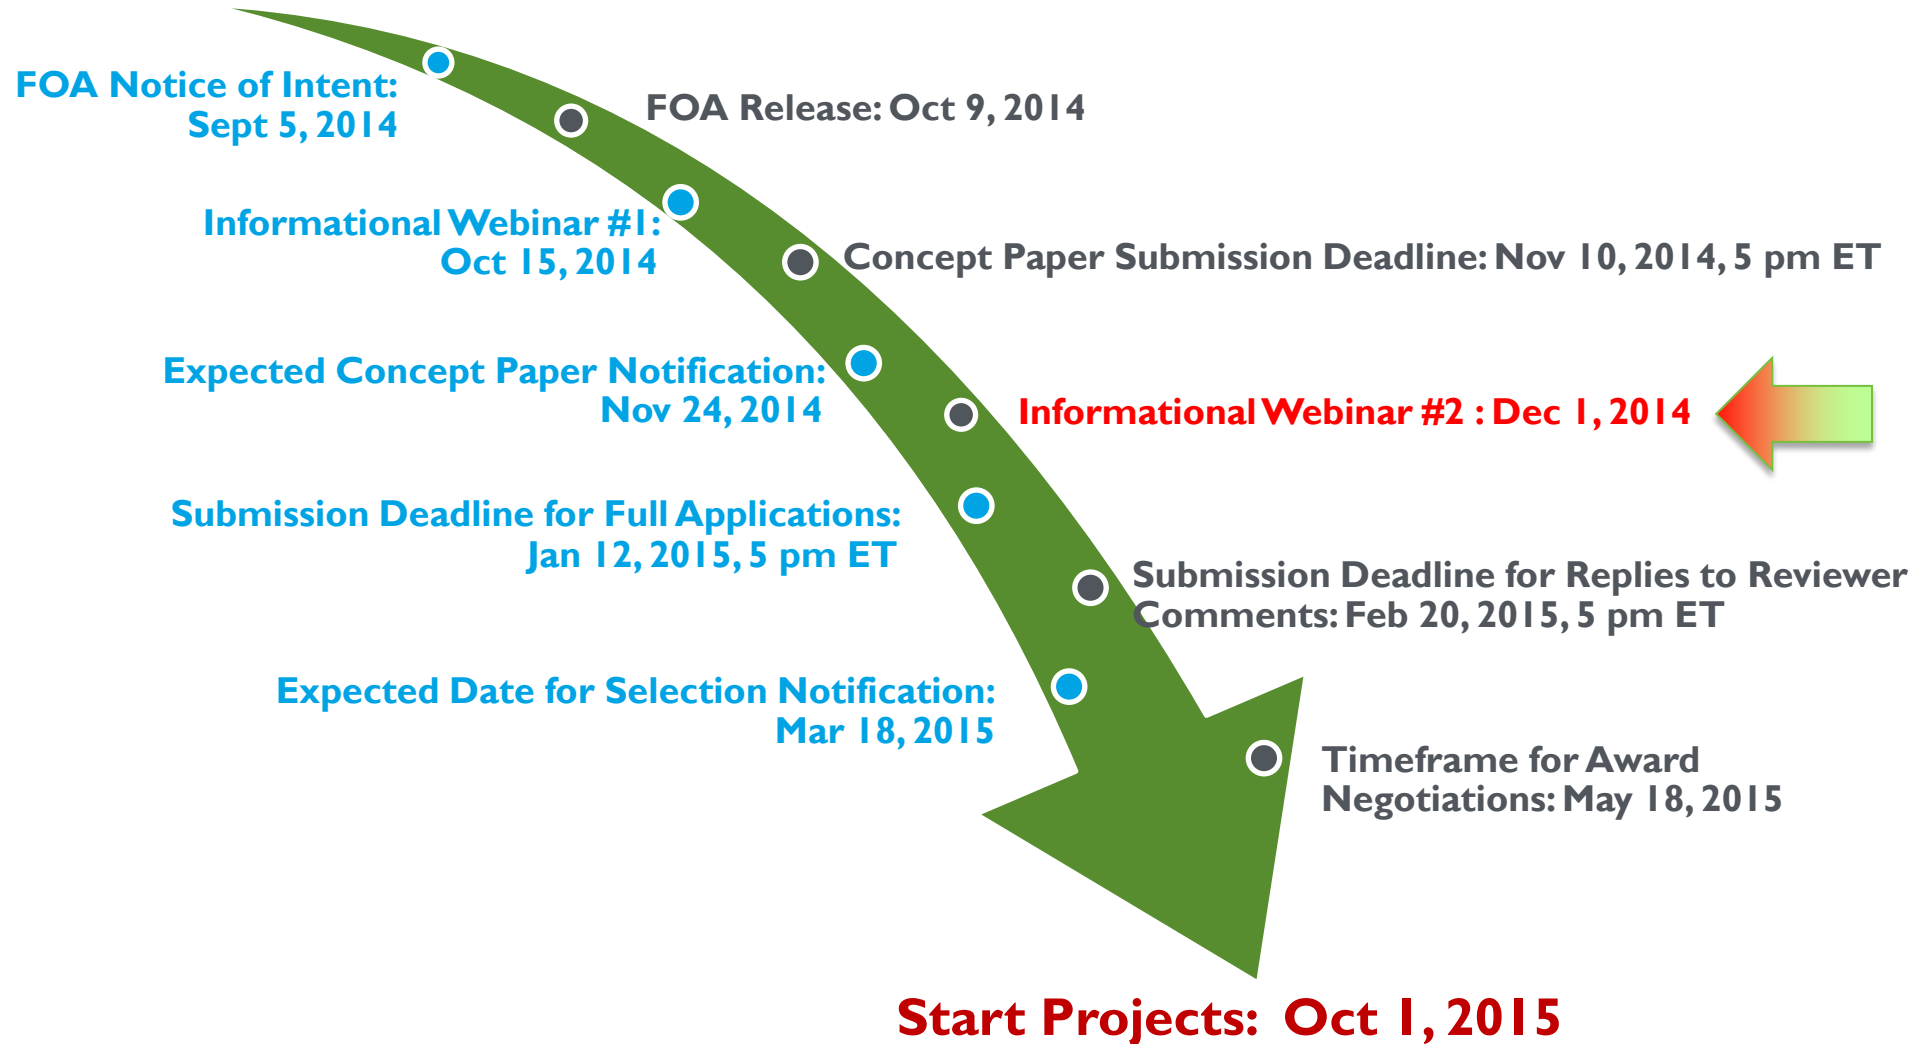 FOA Notice of Intent:
Sept 5, 2014
FOA Release: Oct 9, 2014
Informational Webinar #1:
Oct 15, 2014
Concept Paper Submission Deadline: Nov 10, 2014, 5 pm ET
Expected Concept Paper Notification:
Nov 24, 2014
Informational Webinar #2 : Dec 1, 2014
Submission Deadline for Full Applications:
Jan 12, 2015, 5 pm ET
Submission Deadline for Replies to Reviewer
Comments: Feb 20, 2015, 5 pm ET
Expected Date for Selection Notification:
Mar 18, 2015
Timeframe for Award
Negotiations: May 18, 2015
Start Projects: Oct 1, 2015